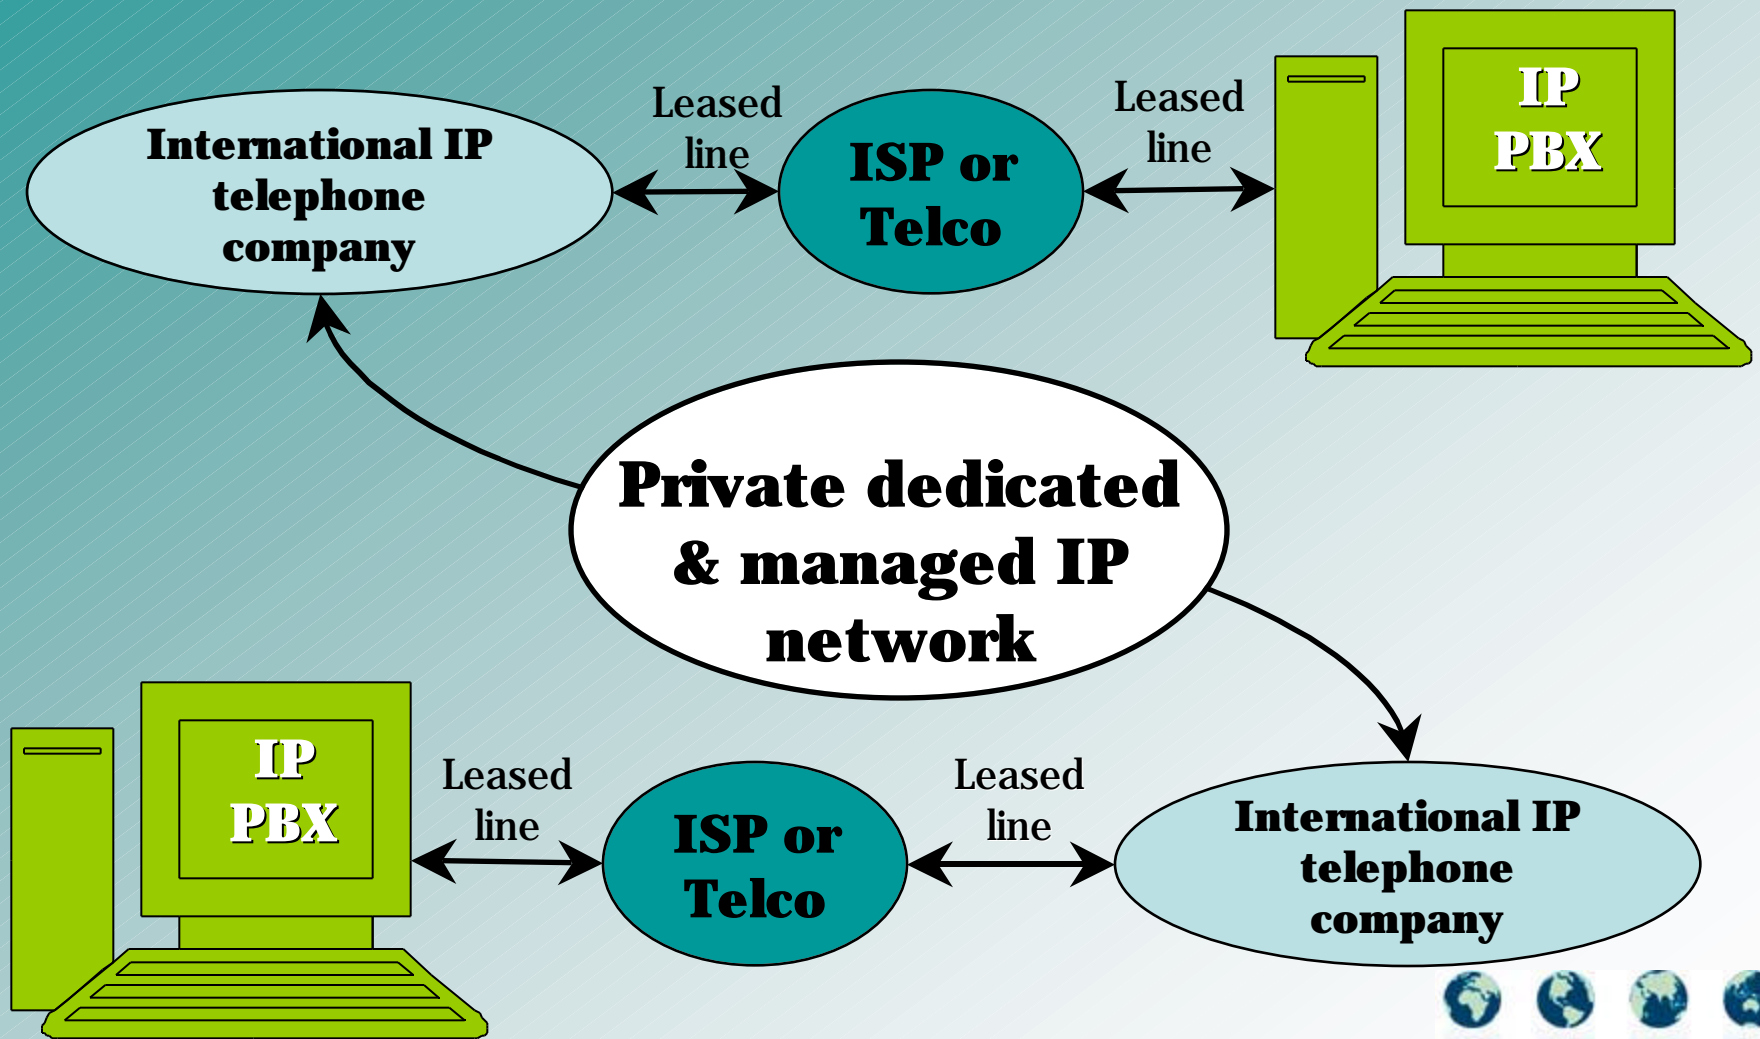 International IP
telephone
company
Leased
line
ISP or
Telco
Leased
line
IP
PBX
Private dedicated
& managed IP
network
IP
PBX
Leased
line
ISP or
Telco
Leased
line
International IP
telephone
company